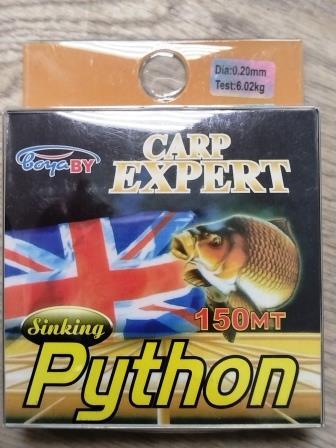 Dia:0.20mm
Test:6.02kg
BoyaBY
CARP
EXPERT
150MT
Sinking
Python